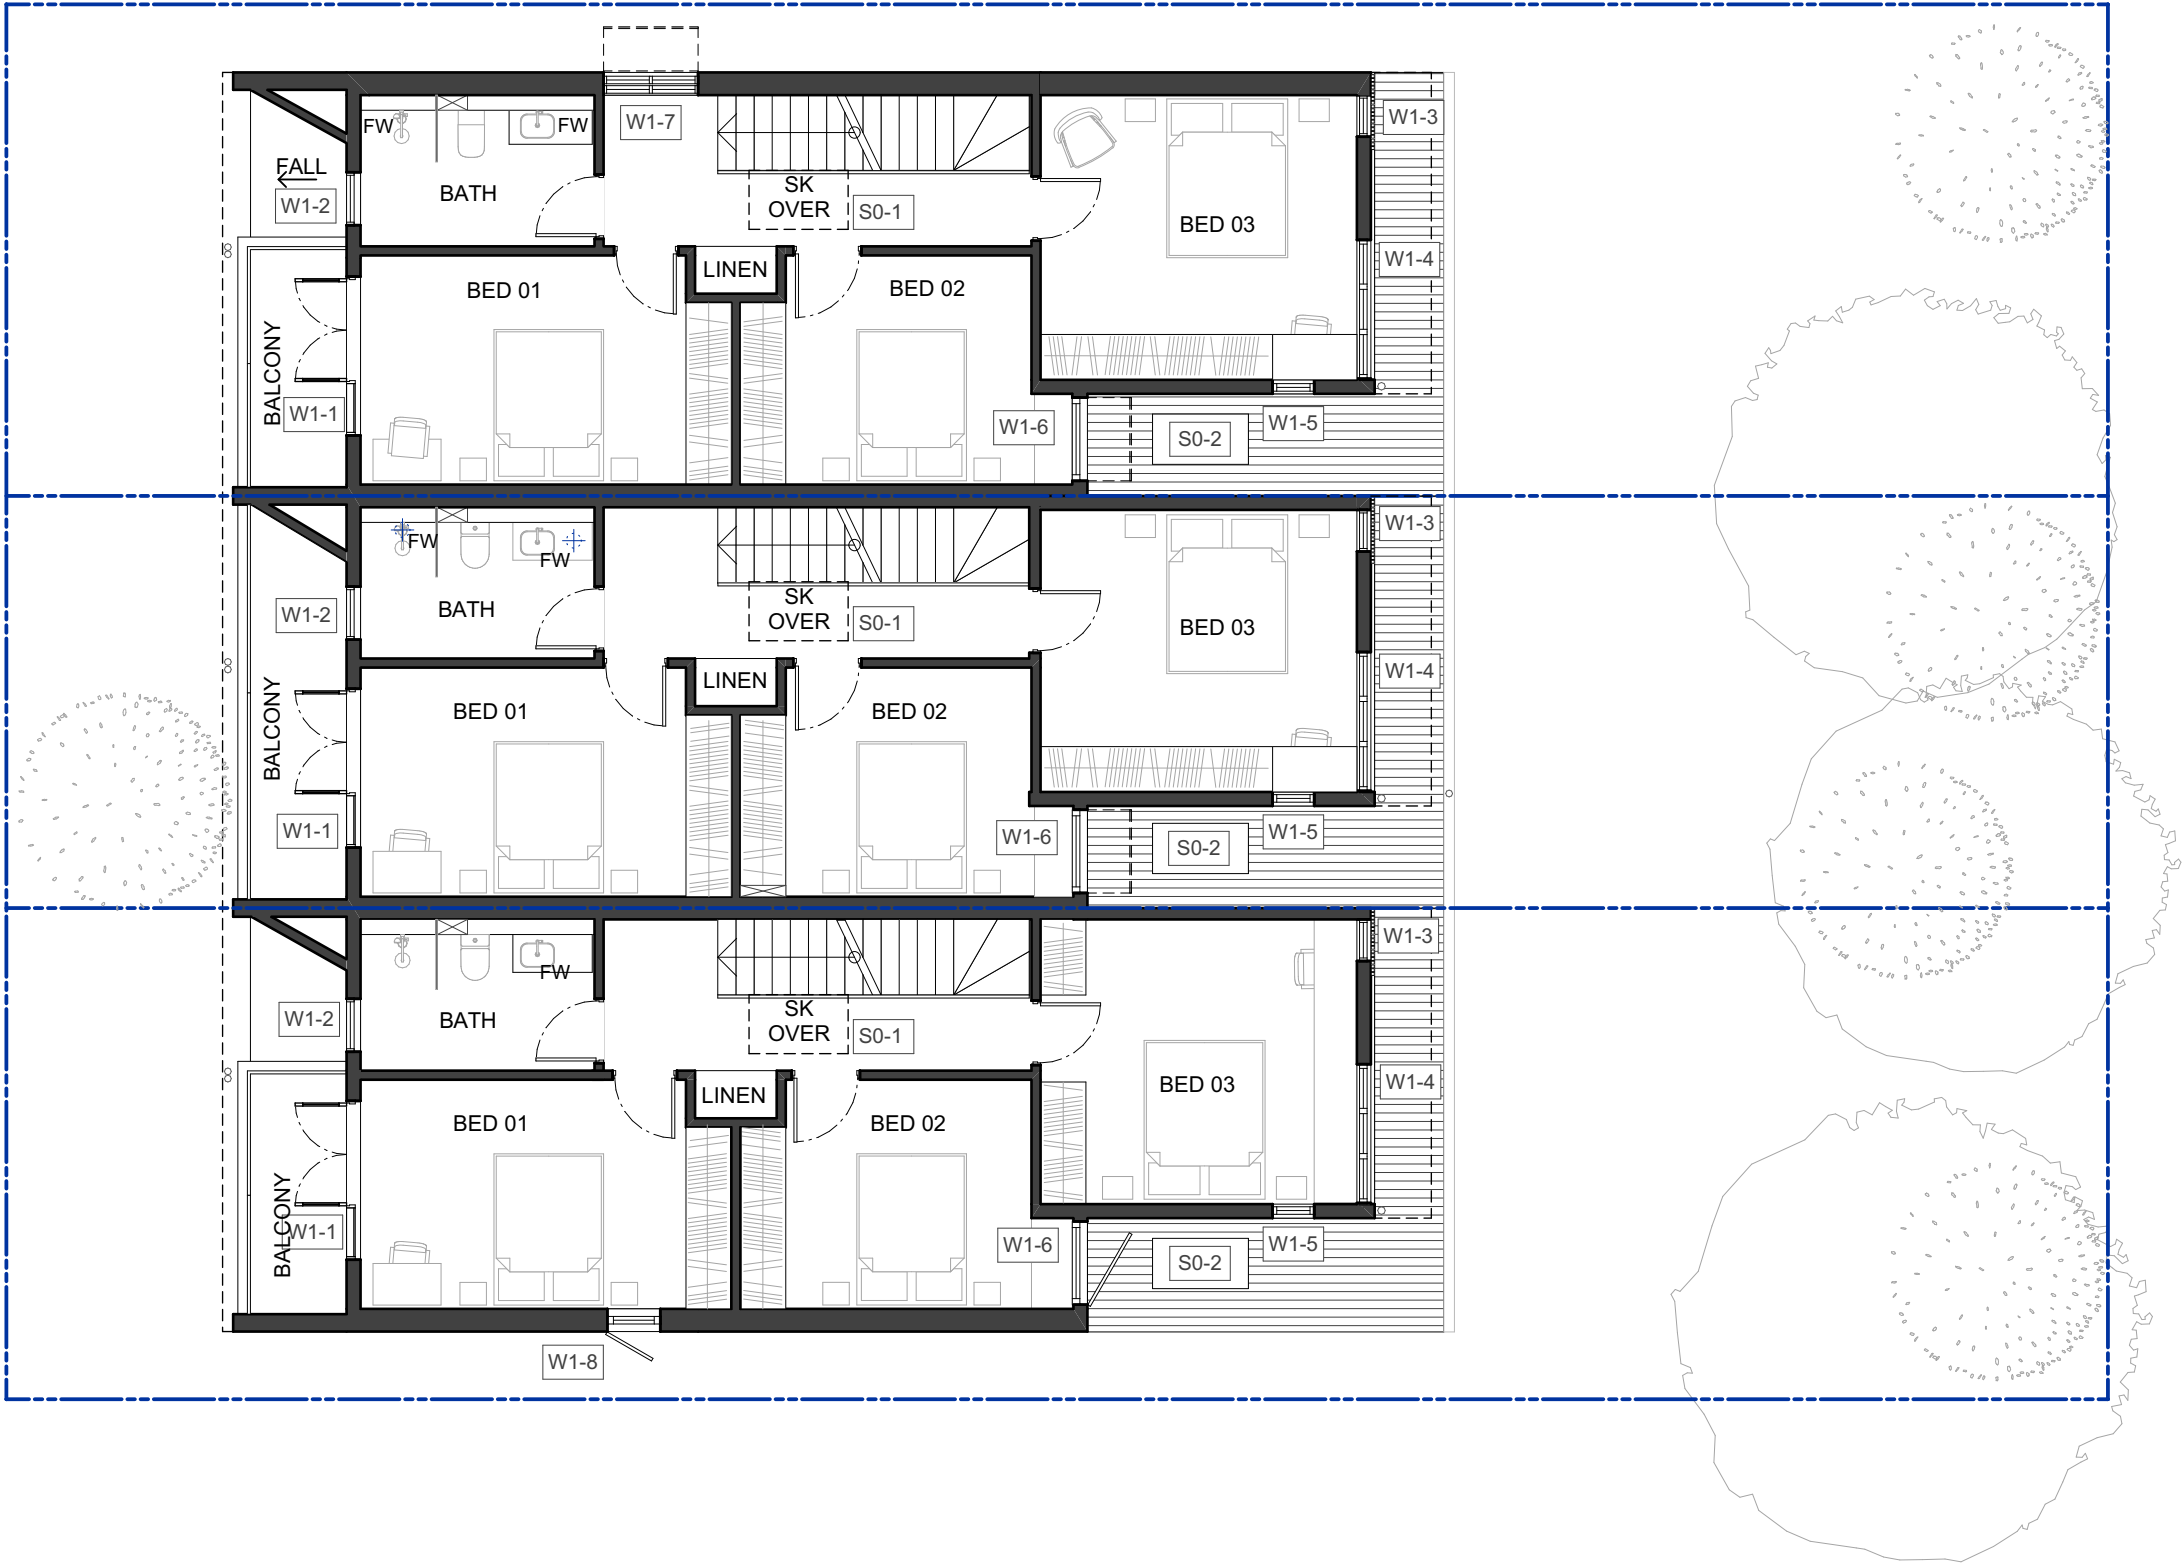 W1-7
W1-3
FW
FW
FALL
W1-2
BATH
SK
OVER
S0-1
BED 03
W1-4
LINEN
BED 01
BED 02
BALCONY
W1-1
W1-6
S0-2
W1-5
W1-3
FW
FW
W1-2
BATH
SK
OVER
S0-1
BED 03
W1-4
LINEN
BED 01
BED 02
BALCONY
W1-1
W1-6
S0-2
W1-5
W1-3
FW
W1-2
BATH
SK
OVER
S0-1
BED 03
W1-4
LINEN
BED 01
BED 02
BALCONY
W1-1
W1-6
S0-2
W1-5
W1-8